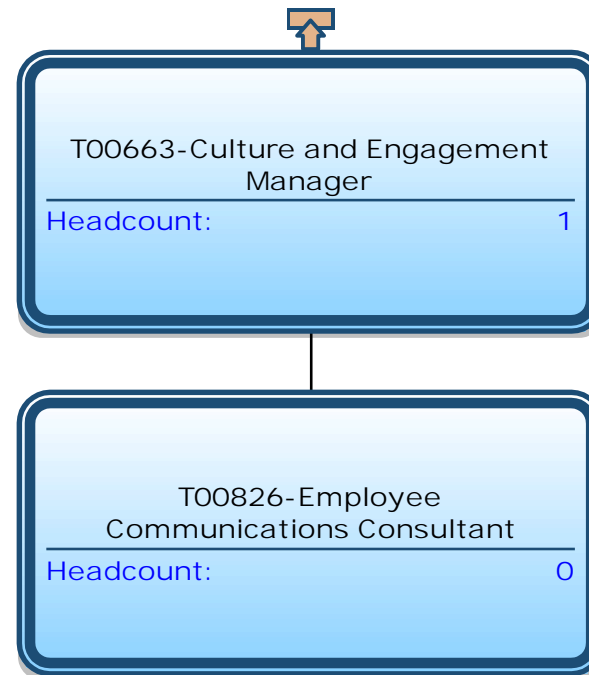 T00663-Culture and Engagement
Manager
Headcount: 1
T00826-Employee
Communications Consultant
Headcount: 0